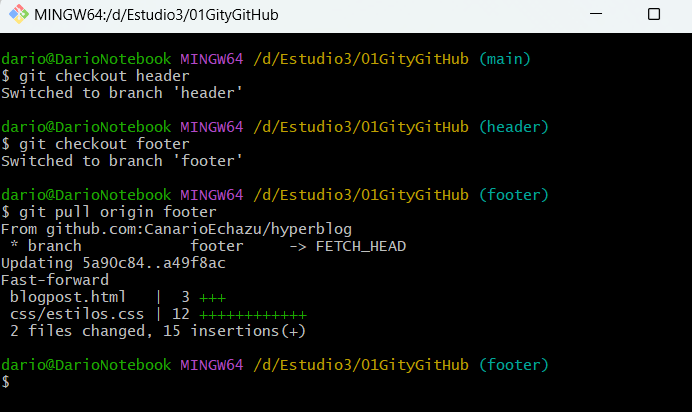 MINGW64:/d/Estudio3/01GityGitHub
dario@DarioNotebook MINGW64 /d/Estudio3/01GityGitHub (main)
$ git checkout header
Switched to branch 'header'
dario@DarioNotebook MINGW64 /d/Estudio3/01GityGitHub (header)
$ git checkout footer
Switched to branch 'footer'
dario@DarioNotebook MINGW64 /d/Estudio3/01GityGitHub (footer)
$ git pull origin footer
From github.com:CanarioEchazu/hyperblog
 * branch            footer     -> FETCH_HEAD
Updating 5a90c84..a49f8ac
Fast-forward
 blogpost.html   |  3 +++
 css/estilos.css | 12 ++++++++++++
 2 files changed, 15 insertions(+)
dario@DarioNotebook MINGW64 /d/Estudio3/01GityGitHub (footer)
$